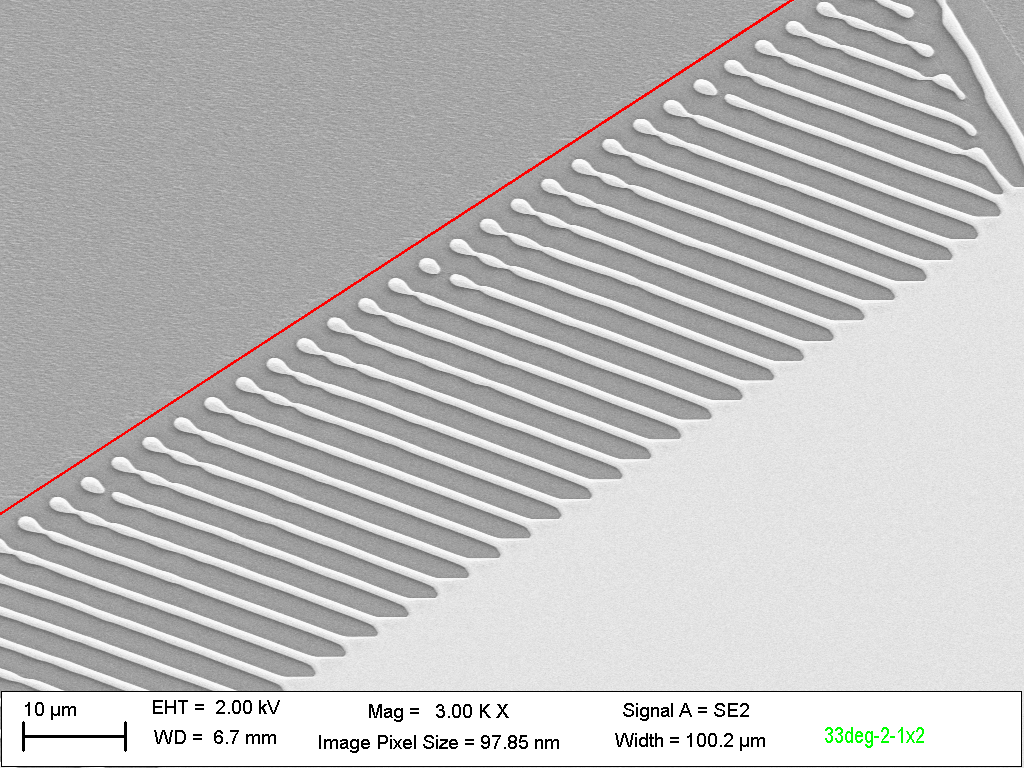 10 µm
EHT = 2.00 kV
WD = 6.7 mm
Mag = 3.00 K X
Image Pixel Size = 97.85 nm
Signal A = SE2
Width = 100.2 µm
33deg-2-1x2